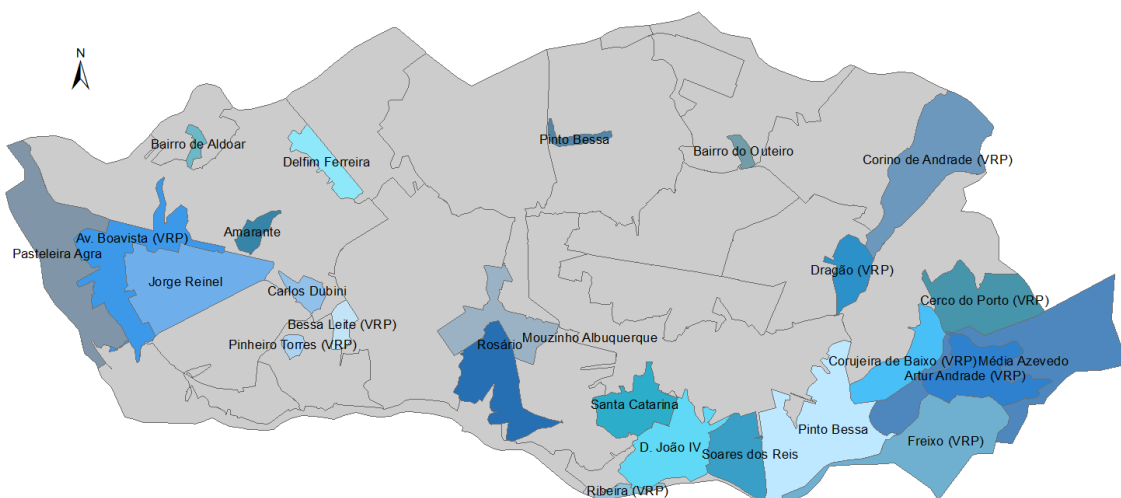 N
Pinto Bessa
Bairro de Aldoar
Bairro do Outeiro
Delfim Ferreira
Corino de Andrade (VRP)
Amarante
Av. Boavista (VRP)
Pasteleira Agra
Dragão (VRP)
Jorge Reinel
Carlos Dubini
Cerco do Porto (VRP)
Bessa Leite (VRP)
Mouzinho Albuquerque
Pinheiro Torres (VRP)
Rosário
Corujeira de Baixo (VRP)
Média Azevedo
Artur Andrade (VRP)
Santa Catarina
Pinto Bessa
Freixo (VRP)
D. João IV
Soares dos Reis
Ribeira (VRP)